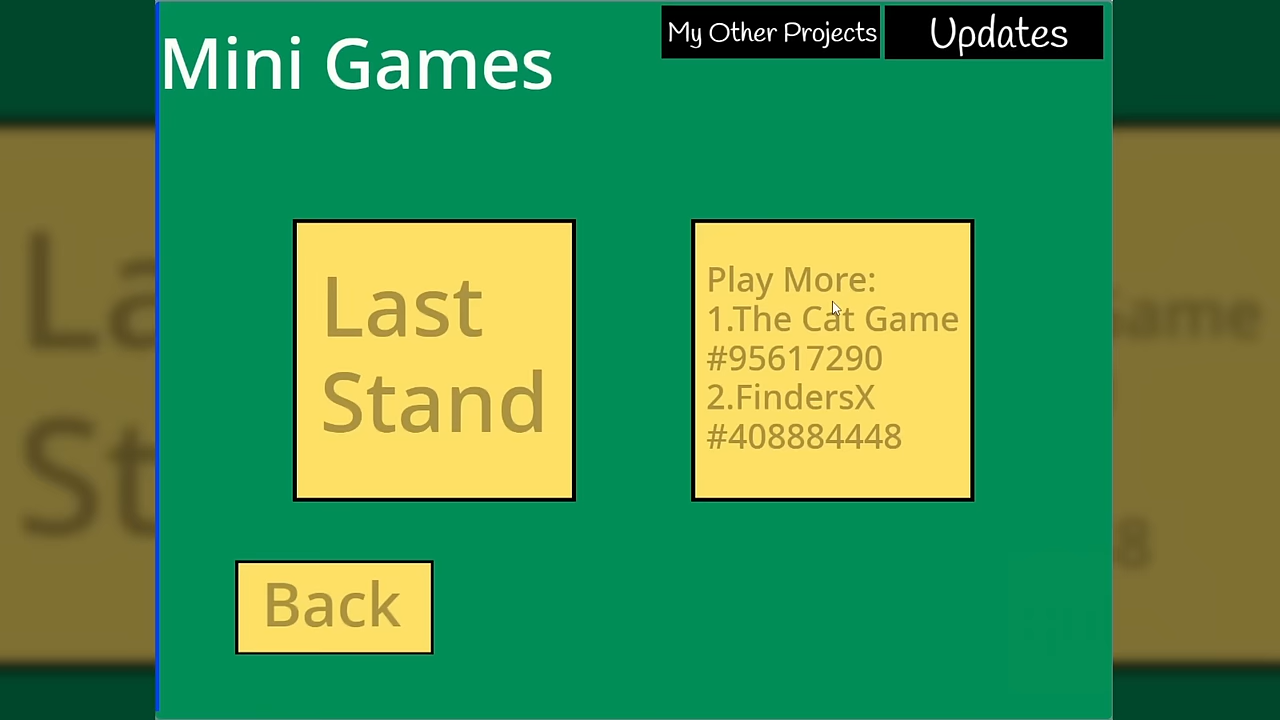 Mini Games
My Other Projects
Updates
Last
Stand
Play More:
1.The Cat Game
#95617290
2.FindersX
#408884448
Back